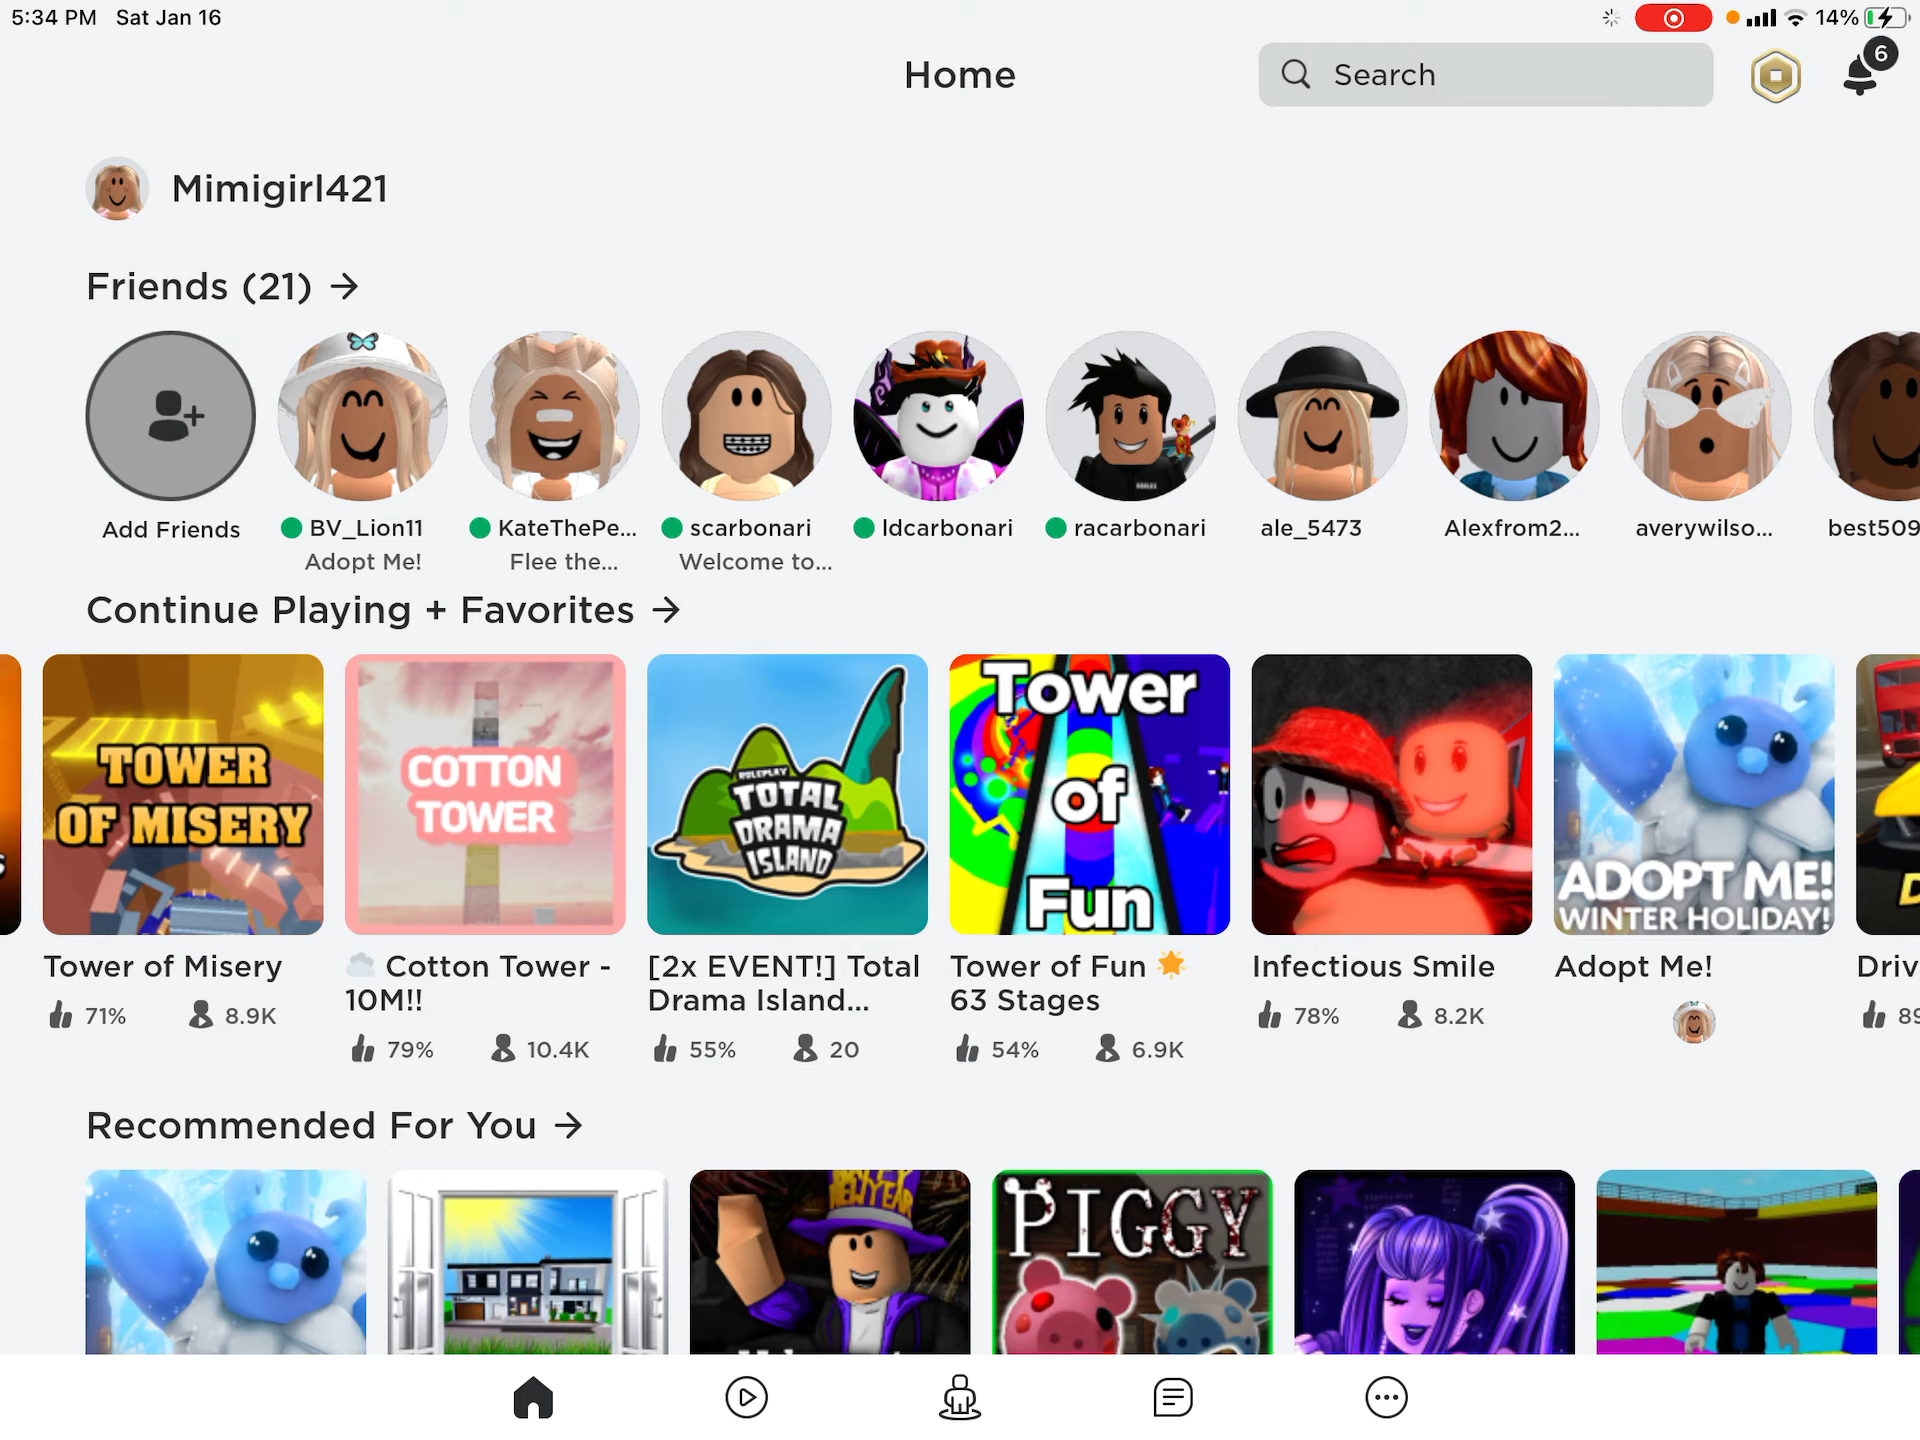 5:34 PM Sat Jan 16
14%
Home
Search
6
Mimigirl421
Friends (21) →
Add Friends
BV_Lion11
Adopt Me!
KateThePe...
Flee the...
scarbonari
Welcome to...
ldcarbonari
racarbonari
ale_5473
Alexfrom2...
averywilso...
best509
Continue Playing + Favorites →
TOWER
OF MISERY
COTTON
TOWER
ROLEPLAY
TOTAL
DRAMA
ISLAND
Tower
of
Fun
ADOPT ME!
WINTER HOLIDAY!
D
Tower of Misery
71% 8.9K
Cotton Tower -
10M!!
79% 10.4K
[2x EVENT!] Total
Drama Island...
55% 20
Tower of Fun
63 Stages
54% 6.9K
Infectious Smile
78% 8.2K
Adopt Me!
Driv
89
Recommended For You →
NEW YEAR
PIGGY